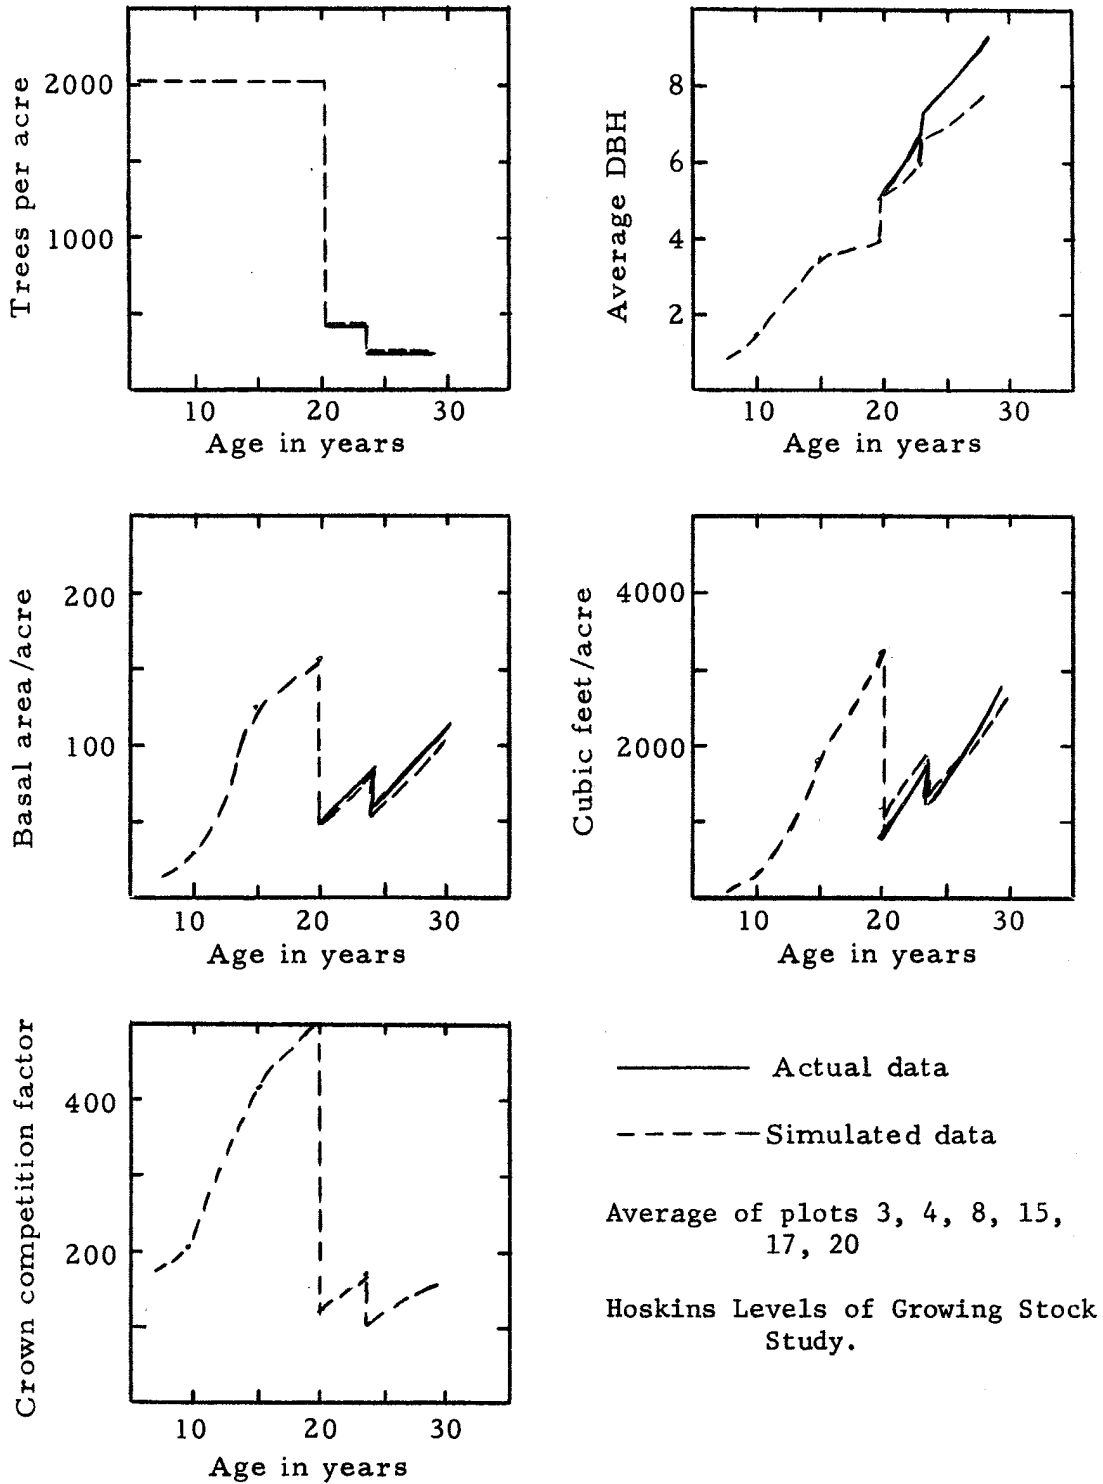 Trees per acre
2000
1000
10 20 30
Age in years
Average DBH
8
6
4
2
10 20 30
Age in years
Basal area/acre
200
100
10 20 30
Age in years
Cubic feet/acre
4000
2000
10 20 30
Age in years
Crown competition factor
400
200
10 20 30
Age in years
Actual data
Simulated data
Average of plots 3, 4, 8, 15,
17, 20
Hoskins Levels of Growing Stock
Study.